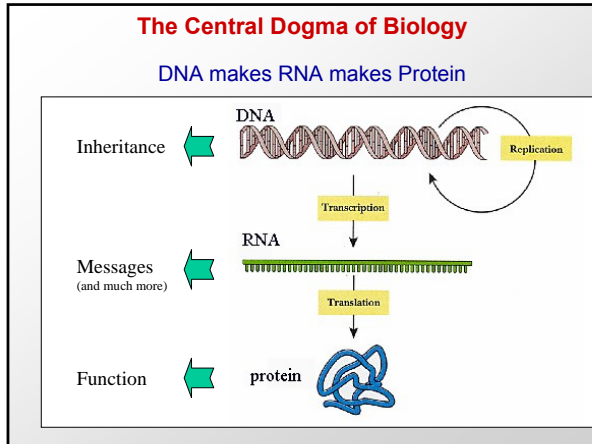 The Central Dogma of Biology
DNA makes RNA makes Protein
DNA
Inheritance
Replication
Transcription
RNA
Messages
(and much more)
Translation
Function
protein